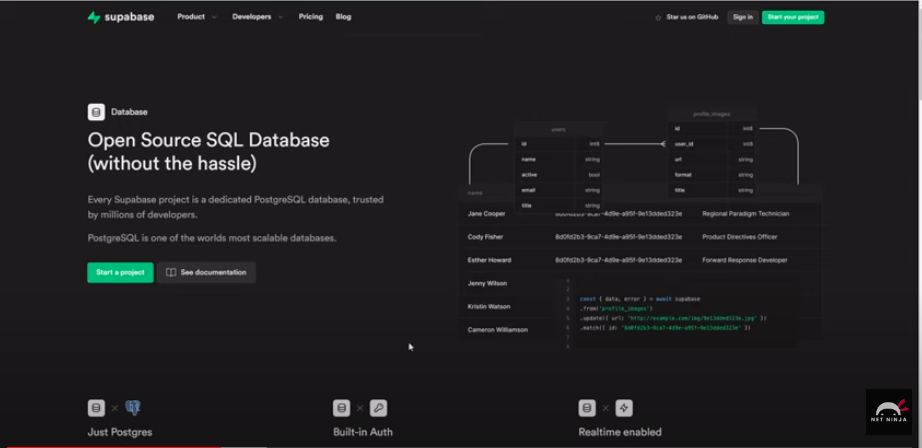 supabase Product Developers Pricing Blog Star us on GitHub Sign in Start your project
Database
Open Source SQL Database
(without the hassle)
Every Supabase project is a dedicated PostgreSQL database, trusted
by millions of developers.
PostgreSQL is one of the worlds most scalable databases.
Start a project See documentation
users
id int8
name string
active bool
email string
title string
profile_images
id int8
user_id int8
url string
format string
title string
name
Jane Cooper 8d0fd2b3-9ca7-4d9e-a95f-9e13dded323e Regional Paradigm Technician
Cody Fisher 8d0fd2b3-9ca7-4d9e-a95f-9e13dded323e Product Directives Officer
Esther Howard 8d0fd2b3-9ca7-4d9e-a95f-9e13dded323e Forward Response Developer
Jenny Wilson
Kristin Watson
Cameron Williamson
1
2
3 const { data, error } = await supabase
4 .from('profile_images')
5 .update({ url: 'http://example.com/img/9e13dded323e.jpg' })
6 .match({ id: '8d0fd2b3-9ca7-4d9e-a95f-9e13dded323e' })
7
8
Just Postgres
Built-in Auth
Realtime enabled
NET NINJA